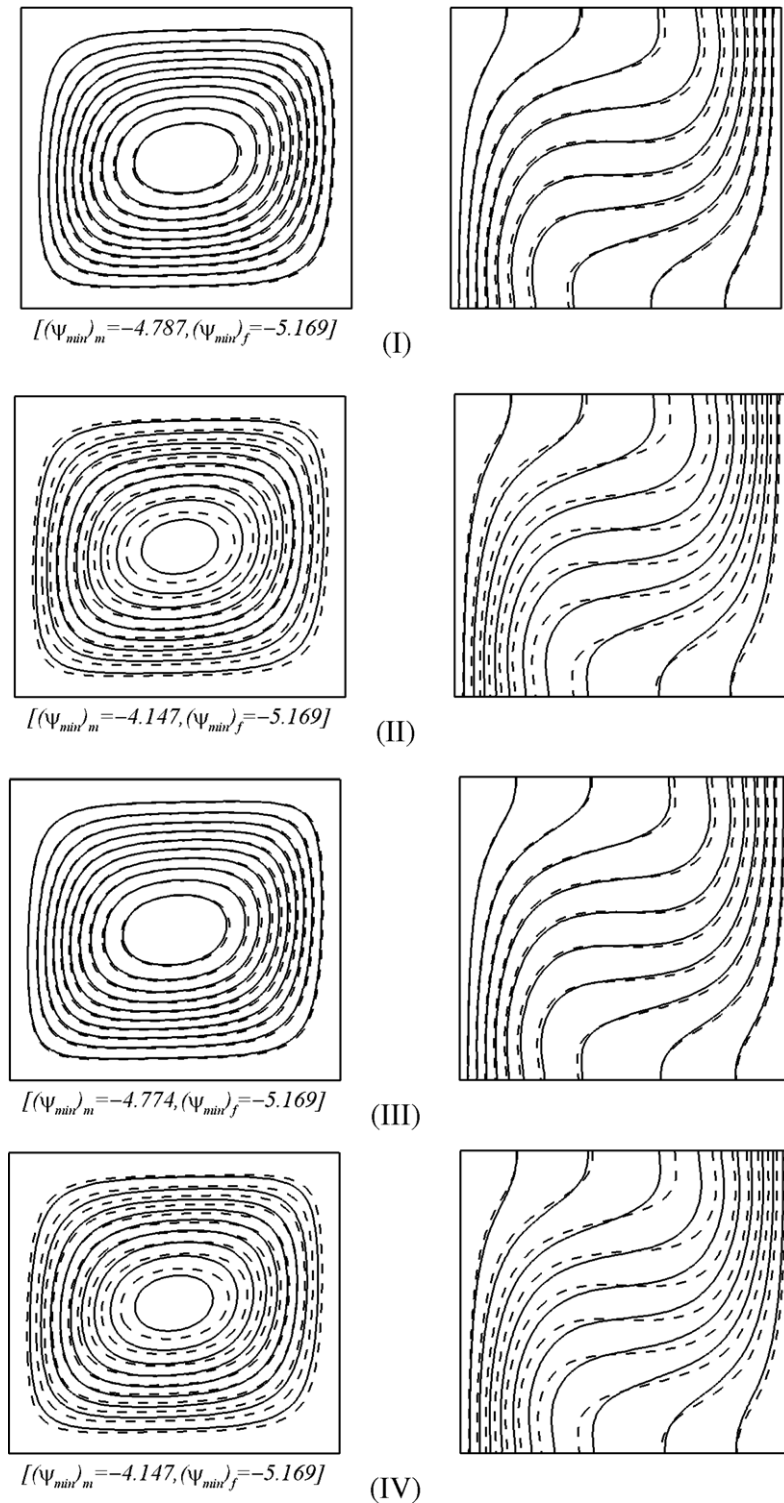 [(ψmin)m=−4.787,(ψmin)f=−5.169]
(I)
[(ψmin)m=−4.147,(ψmin)f=−5.169]
(II)
[(ψmin)m=−4.774,(ψmin)f=−5.169]
(III)
[(ψmin)m=−4.147,(ψmin)f=−5.169]
(IV)